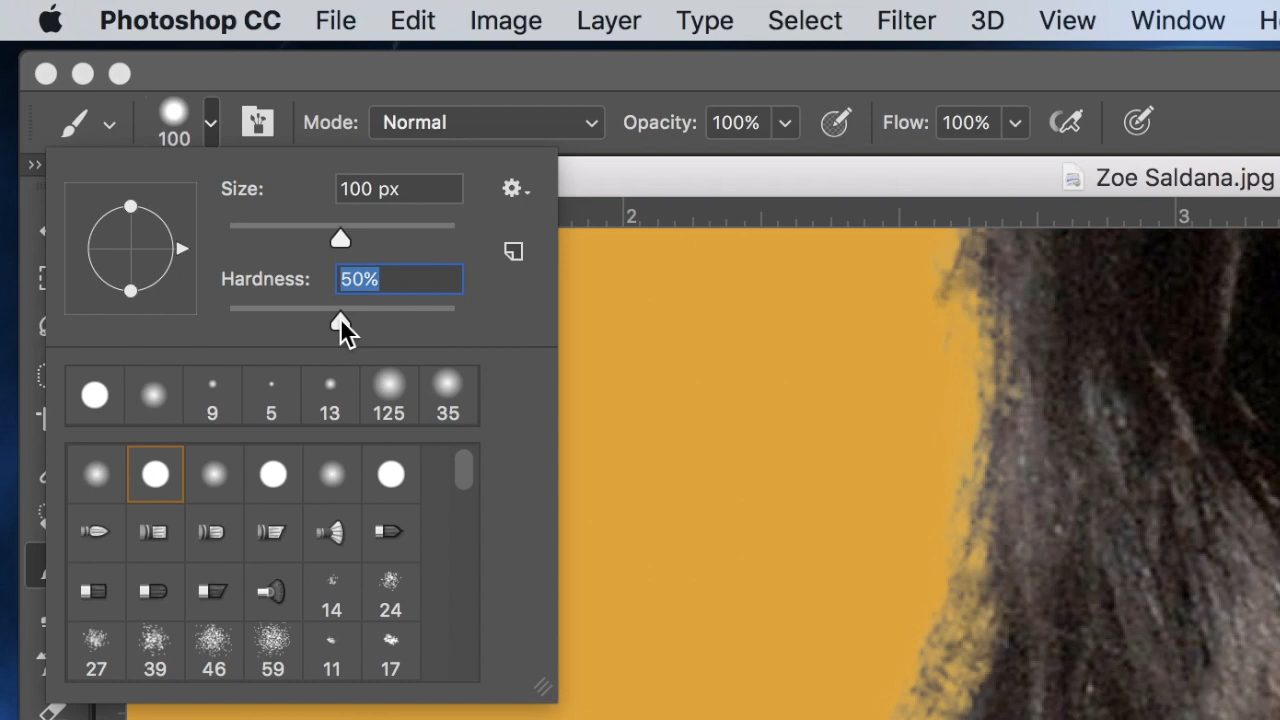 Photoshop CC File Edit Image Layer Type Select Filter 3D View Window
100 Mode: Normal Opacity: 100% Flow: 100%
Zoe Saldana.jpg
Size: 100 px
2 3
Hardness: 50%
9 5 13 125 35
14 24
27 39 46 59 11 17